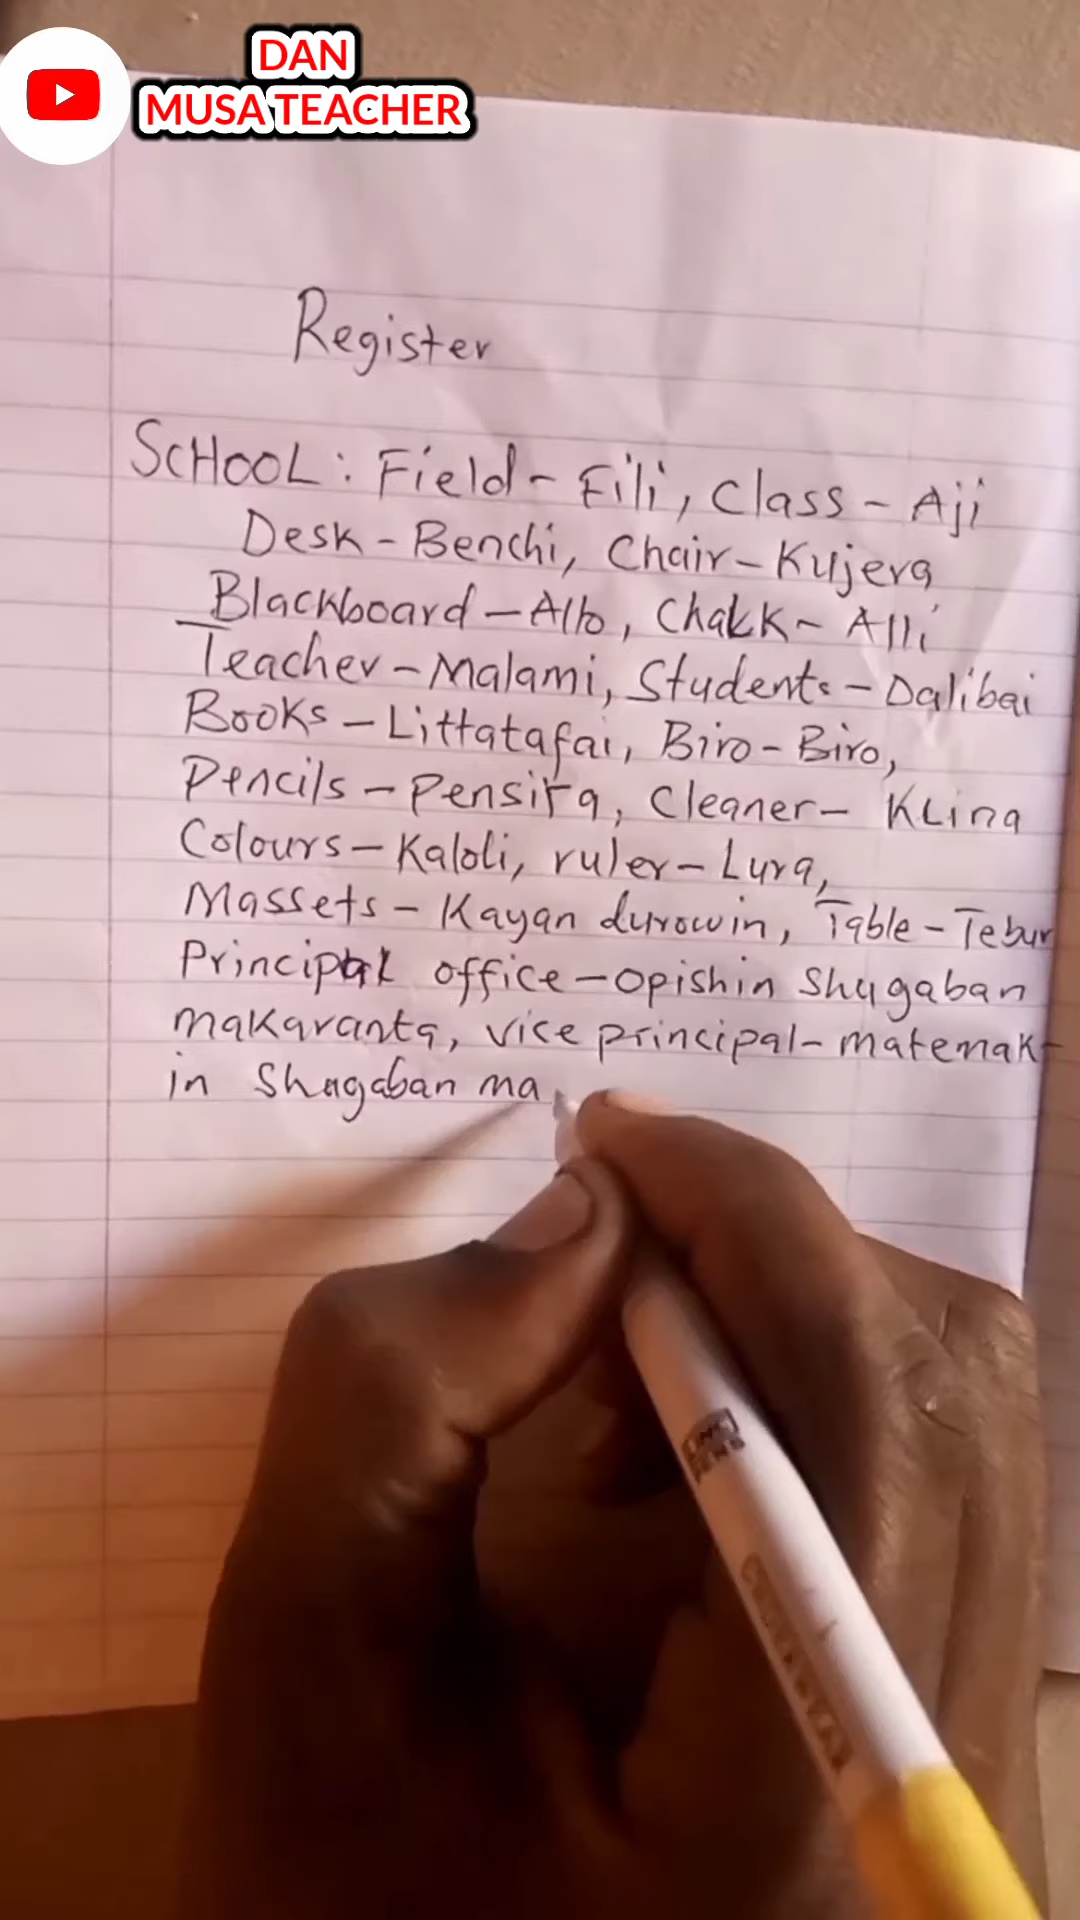 DAN
MUSA TEACHER
Register
SCHOOL: Field - Fili, Class - Aji
Desk - Benchi, Chair - Kujera
Blackboard - Allo, Chalk - Alli
Teacher - Malami, Students - Dalibai
Books - Littatafai, Biro - Biro,
Pencils - Pensira, Cleaner - KLina
Colours - Kaloli, ruler - Lura,
Massets - Kayan durowin, Table - Tebur
Principal office - Opishin Shugaban
makaranta, vice principal - matemak-
in Shugaban ma